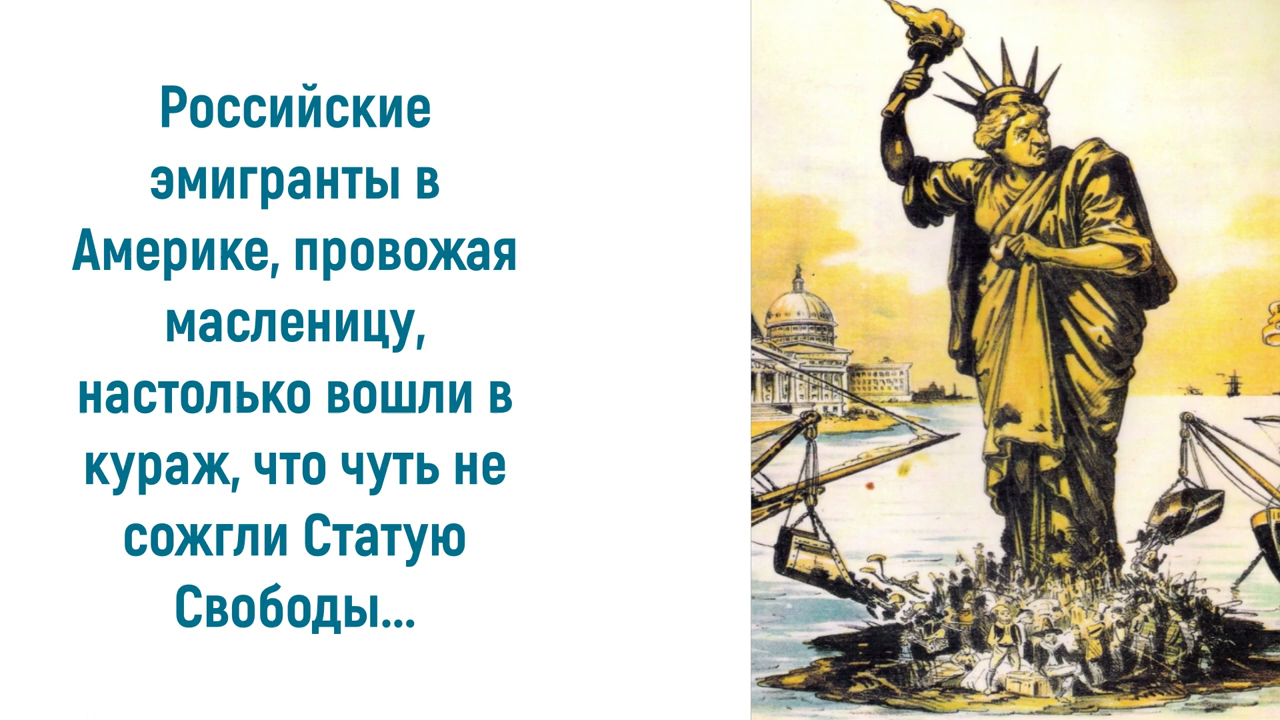 Российские
эмигранты в
Америке, провожая
масленицу,
настолько вошли в
кураж, что чуть не
сожгли Статую
Свободы...